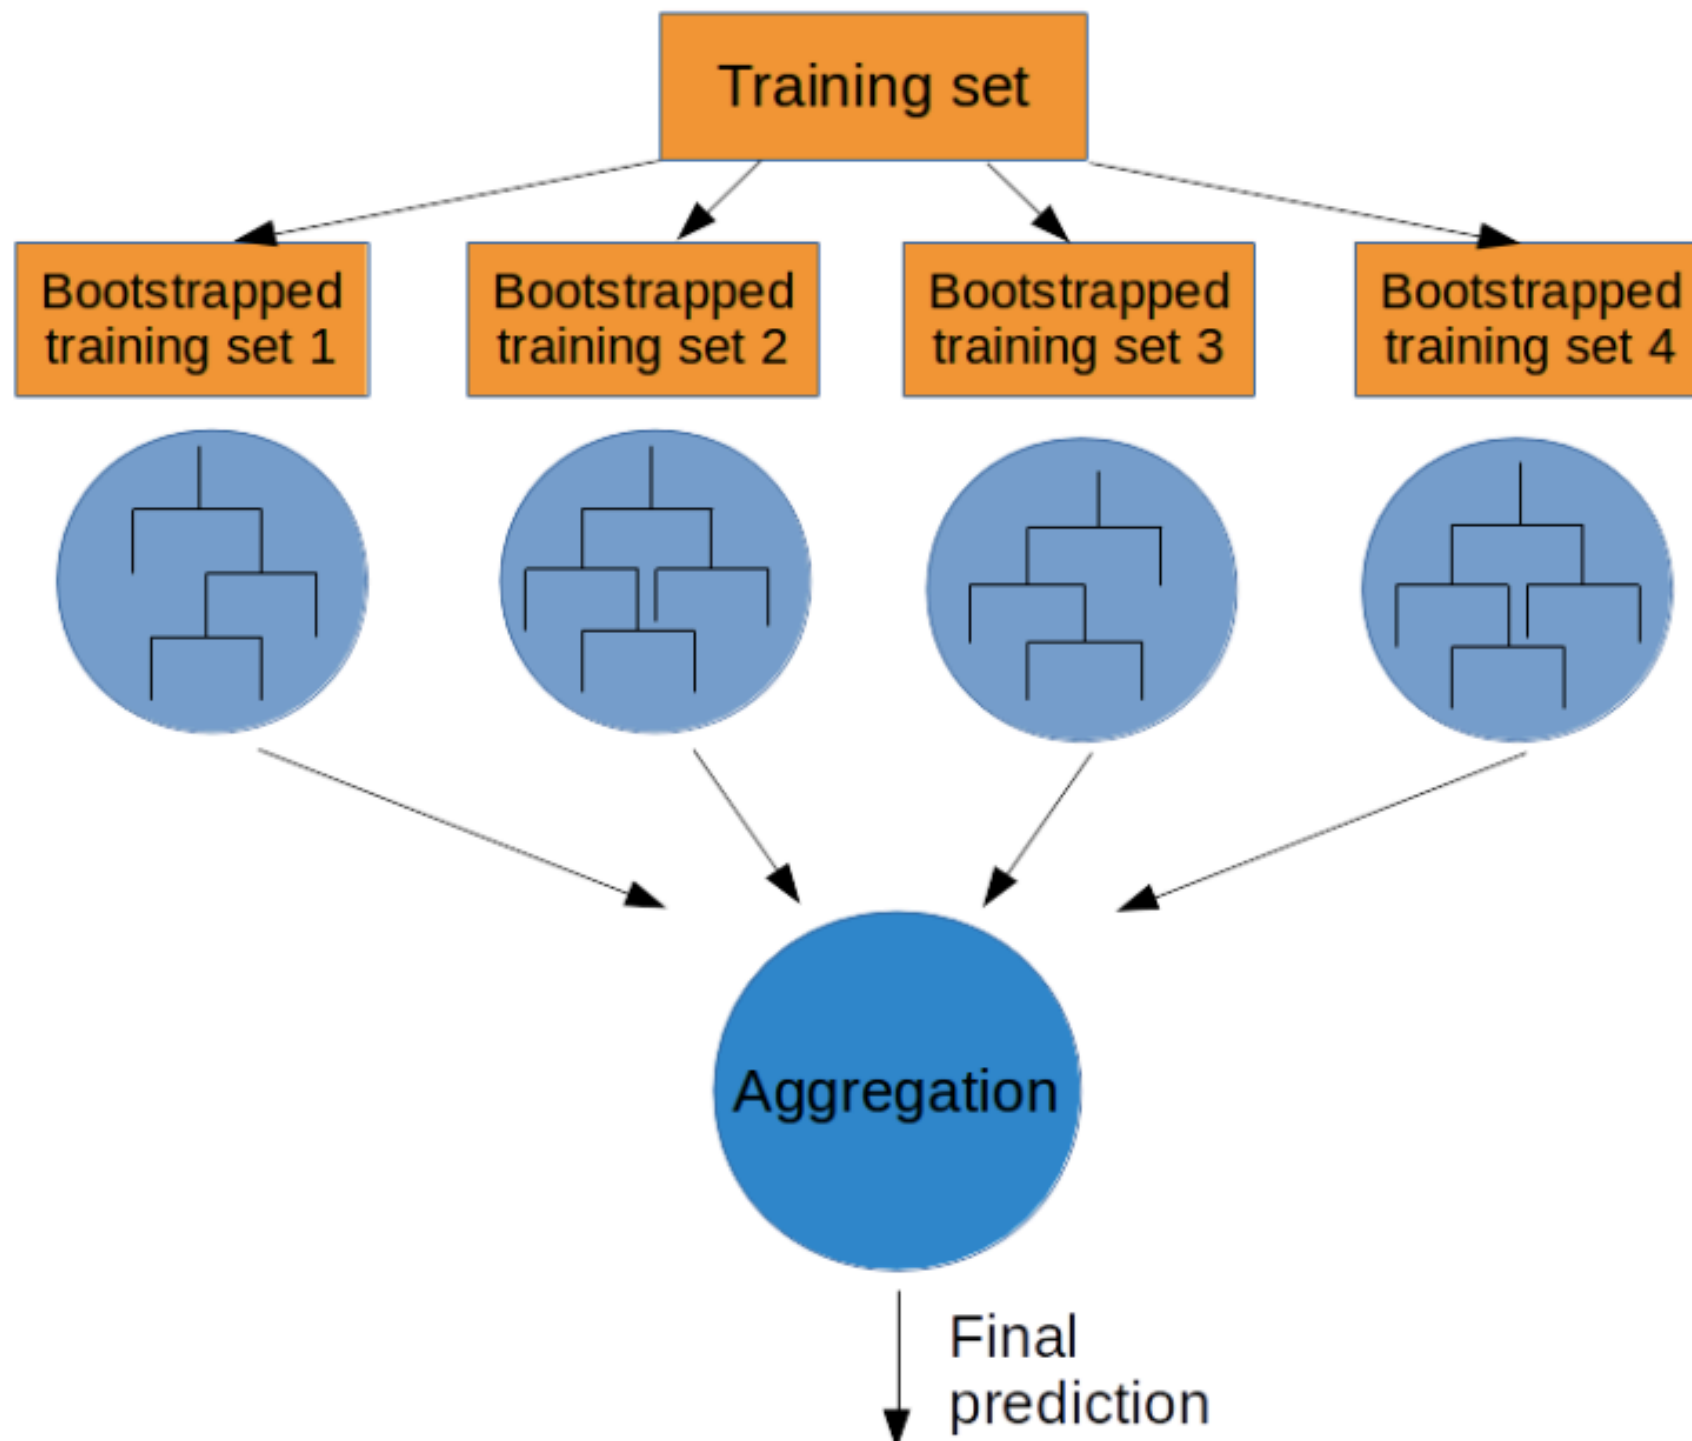 Training set
Bootstrapped
training set 1
Bootstrapped
training set 2
Bootstrapped
training set 3
Bootstrapped
training set 4
Aggregation
Final
prediction